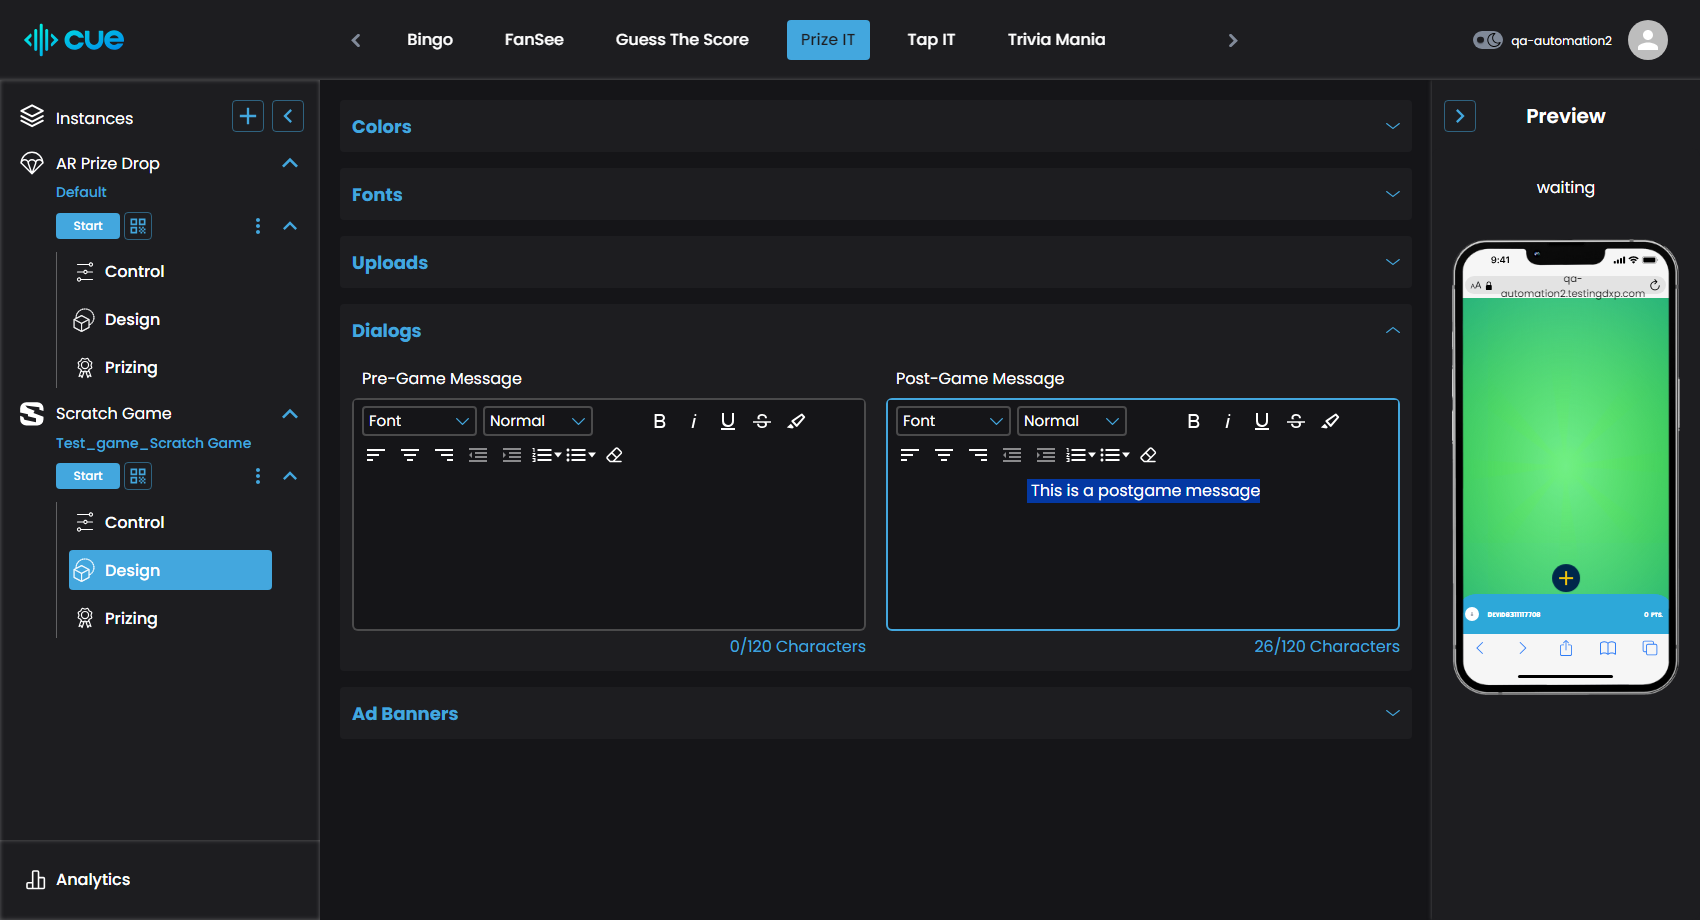 cue
Bingo
FanSee
Guess The Score
Prize IT
Tap IT
Trivia Mania
qa-automation2
Instances
AR Prize Drop
Default
Start
Control
Design
Prizing
Scratch Game
Test_game_Scratch Game
Start
Control
Design
Prizing
Analytics
Colors
Fonts
Uploads
Dialogs
Pre-Game Message
Font
Normal
B i U S
0/120 Characters
Post-Game Message
Font
Normal
B i U S
This is a postgame message
26/120 Characters
Ad Banners
Preview
waiting
9:41
AA
qa-
automation2.testingdxp.com
0 PTS.